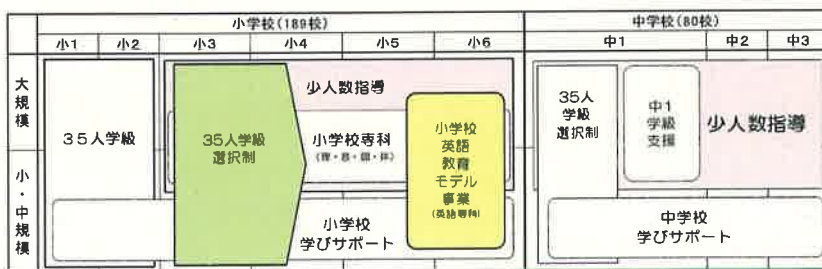 小学校(189校)
中学校(80校)
小1
小2
小3
小4
小5
小6
中1
中2
中3
大規模
小・中規模
35人学級
35人学級
選択制
少人数指導
小学校専科
(理・音・図・体)
小学校
英語
教育
モデル
事業
(英語専科)
小学校
学びサポート
35人
学級
選択制
中1
学級
支援
少人数指導
中学校
学びサポート